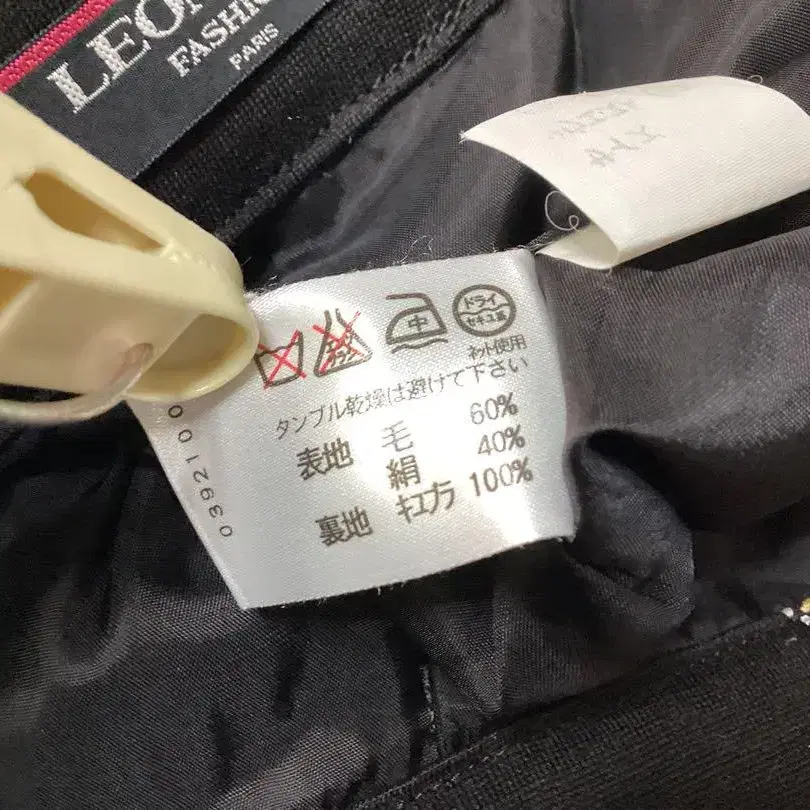 LEON
FASHI
PARIS
中
ドライ
セキユ系
ネット使用
タンブル乾燥は避けて下さい
表地 毛 60%
絹 40%
裏地 キュプラ 100%
0392100